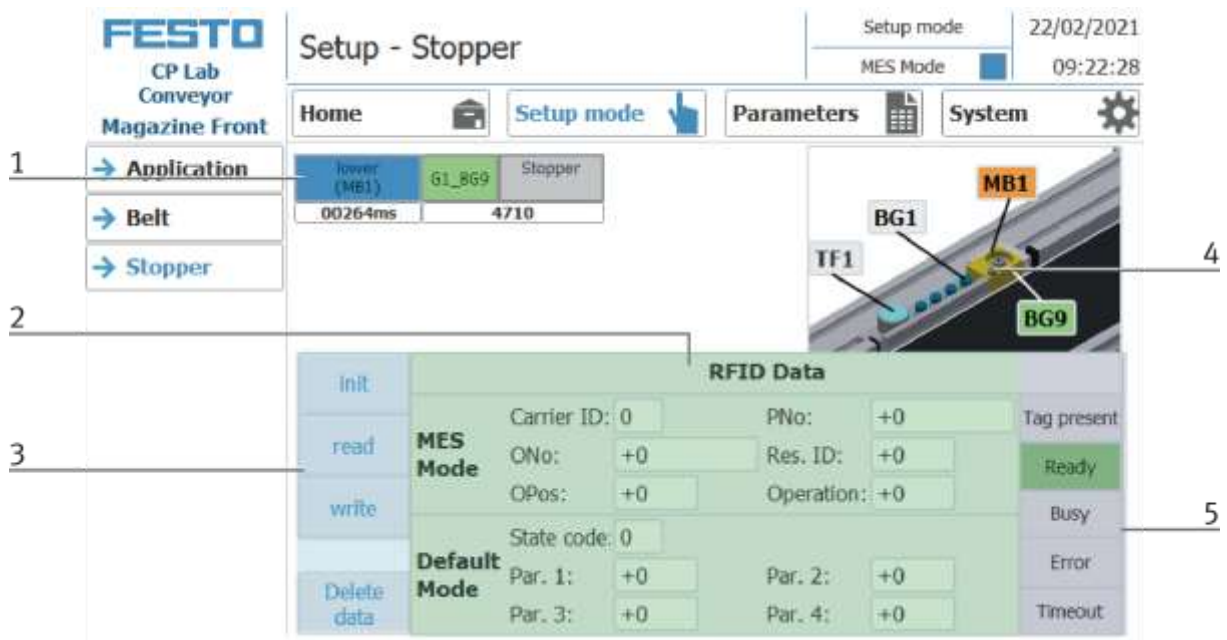 FESTO
CP Lab
Conveyor
Magazine Front
Setup - Stopper
Setup mode
MES Mode
22/02/2021
09:22:28
Home
Setup mode
Parameters
System
1
Application
Belt
Stopper
lower
(MB1)
G1_BG9
Stopper
00264ms
4710
MB1
BG1
TF1
BG9
4
2
3
5
init
read
write
Delete
data
RFID Data
MES
Mode
Carrier ID: 0
PNo: +0
ONo: +0
Res. ID: +0
OPos: +0
Operation: +0
Default
Mode
State code: 0
Par. 1: +0
Par. 2: +0
Par. 3: +0
Par. 4: +0
Tag present
Ready
Busy
Error
Timeout